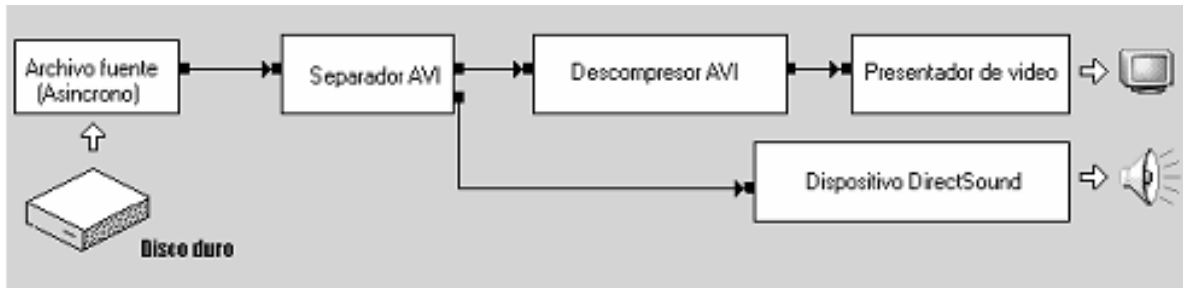 Archivo fuente
(Asincrono)
Separador AVI
Descompresor AVI
Presentador de video
Dispositivo DirectSound
Disco duro